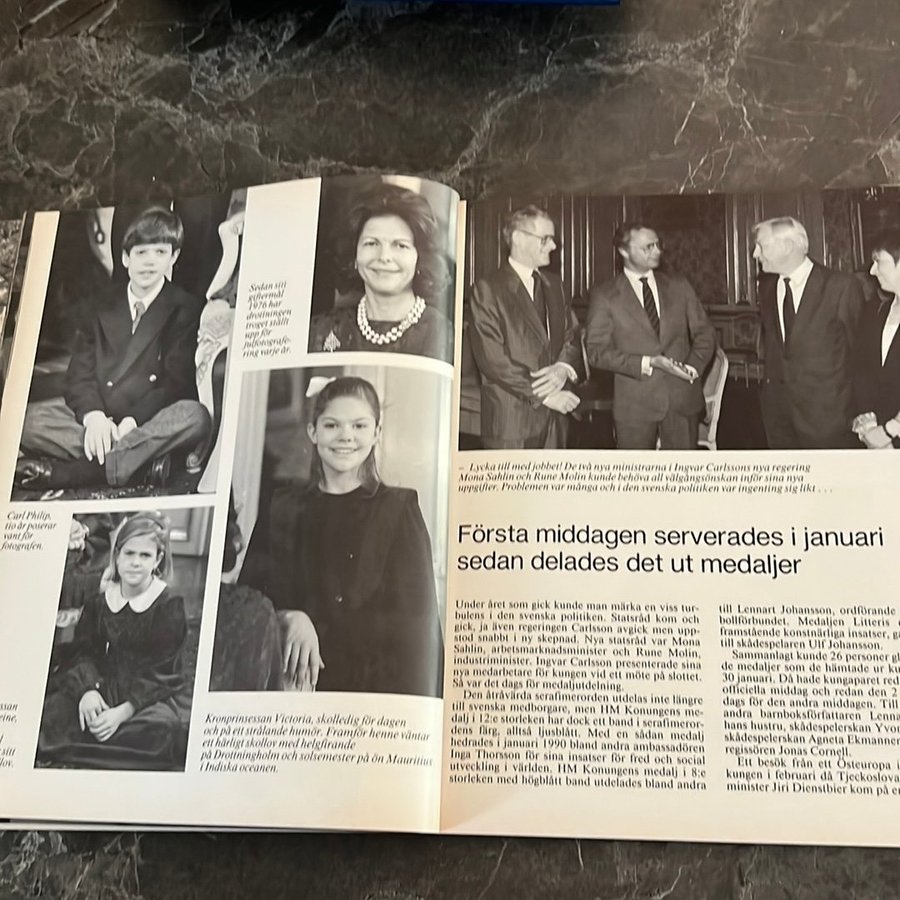 Sedan sitt
giftermål
1976 har
drottningen
troget ställt
upp för
julfotografe-
ring varje år.
Carl Philip,
tio år poserar
vant för
fotografen.
Kronprinsessan Victoria, skolledig för dagen
och på ett strålande humör. Framför henne väntar
ett härligt skollov med helgfirande
på Drottningholm och solsemester på ön Mauritius
i Indiska oceanen.
– Lycka till med jobbet! De två nya ministrarna i Ingvar Carlssons nya regering
Mona Sahlin och Rune Molin kunde behöva all välgångsönskan inför sina nya
uppgifter. Problemen var många och i den svenska politiken var ingenting sig likt . . .
Första middagen serverades i januari
sedan delades det ut medaljer
Under året som gick kunde man märka en viss tur-
bulens i den svenska politiken. Statsråd kom och
gick, ja även regeringen Carlsson avgick men upp-
stod snabbt i ny skepnad. Nya statsråd var Mona
Sahlin, arbetsmarknadsminister och Rune Molin,
industriminister. Ingvar Carlsson presenterade sina
nya medarbetare för kungen vid ett möte på slottet.
Så var det dags för medaljutdelning.
Den åtråvärda serafimerorden utdelas inte längre
till svenska medborgare, men HM Konungens me-
dalj i 12:e storleken har dock ett band i serafimeror-
dens färg, alltså ljusblått. Med en sådan medalj
hedrades i januari 1990 bland andra ambassadören
Inga Thorsson för sina insatser för fred och social
utveckling i världen. HM Konungens medalj i 8:e
storleken med högblått band utdelades bland andra
till Lennart Johansson, ordförande
bollförbundet. Medaljen Litteris
framstående konstnärliga insatser,
till skådespelaren Ulf Johansson.
Sammanlagt kunde 26 personer
de medaljer som de hämtade ur
30 januari. Då hade kungaparet red
officiella middag och redan den 2
dags för den andra middagen. Till
andra barnboksförfattaren Lenna
hans hustru, skådespelerskan Yvon
skådespelerskan Agneta Ekmanner
regissören Jonas Cornell.
Ett besök från ett Östeuropa i
kungen i februari då Tjeckoslova
minister Jiri Dienstbier kom på